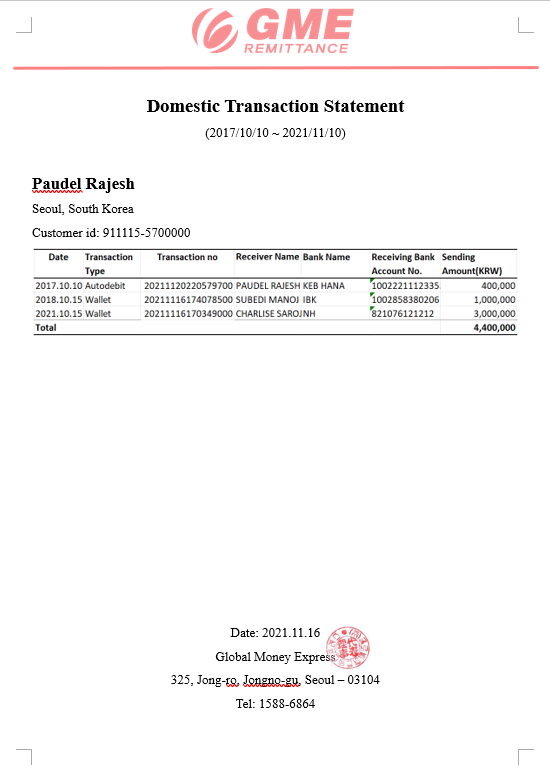 GME
REMITTANCE
Domestic Transaction Statement
(2017/10/10 ~ 2021/11/10)
Paudel Rajesh
Seoul, South Korea
Customer id: 911115-5700000
Date Transaction Type Transaction no Receiver Name Bank Name Receiving Bank Account No. Sending Amount(KRW)
2017.10.10 Autodebit 20211120220579700 PAUDEL RAJESH KEB HANA 1002221112335 400,000
2018.10.15 Wallet 20211116174078500 SUBEDI MANOJ IBK 1002858380206 1,000,000
2021.10.15 Wallet 20211116170349000 CHARLISE SAROJ NH 821076121212 3,000,000
Total 4,400,000
Date: 2021.11.16
Global Money Express
325, Jong-ro, Jongno-gu, Seoul – 03104
Tel: 1588-6864